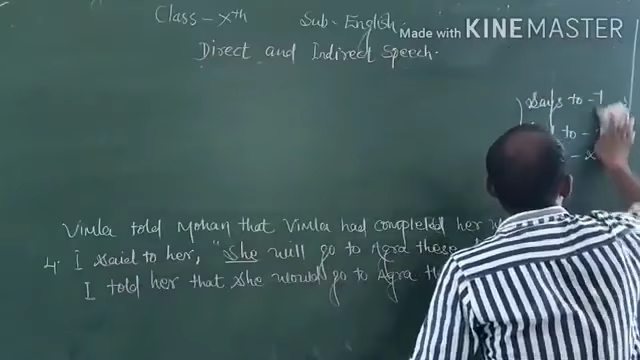 Class - Xth Sub - English.
Made with KINEMASTER
Direct and Indirect Speech.
Says to -
to -
- x
Vimla told Mohan that Vimla had completed her
4. I said to her, "She will go to Agra these
I told her that she would go to Agra